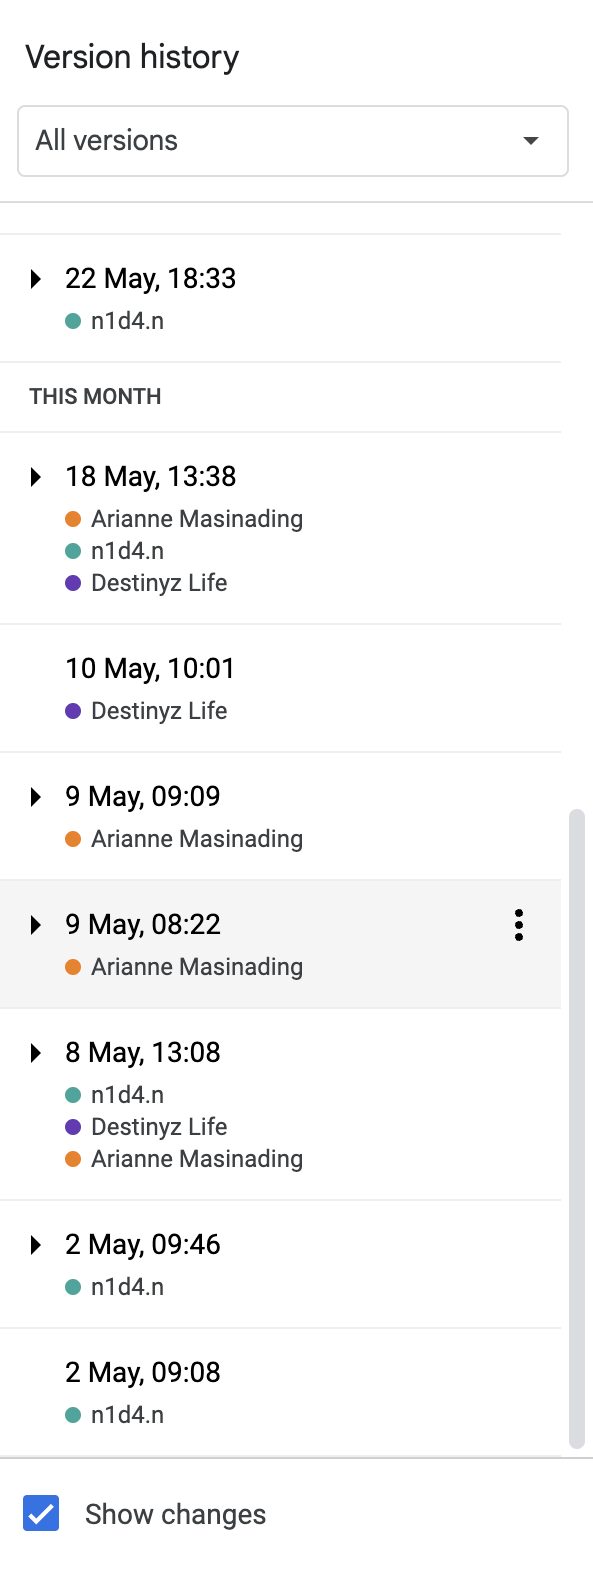 Version history
All versions
22 May, 18:33
n1d4.n
THIS MONTH
18 May, 13:38
Arianne Masinading
n1d4.n
Destinyz Life
10 May, 10:01
Destinyz Life
9 May, 09:09
Arianne Masinading
9 May, 08:22
Arianne Masinading
8 May, 13:08
n1d4.n
Destinyz Life
Arianne Masinading
2 May, 09:46
n1d4.n
2 May, 09:08
n1d4.n
Show changes